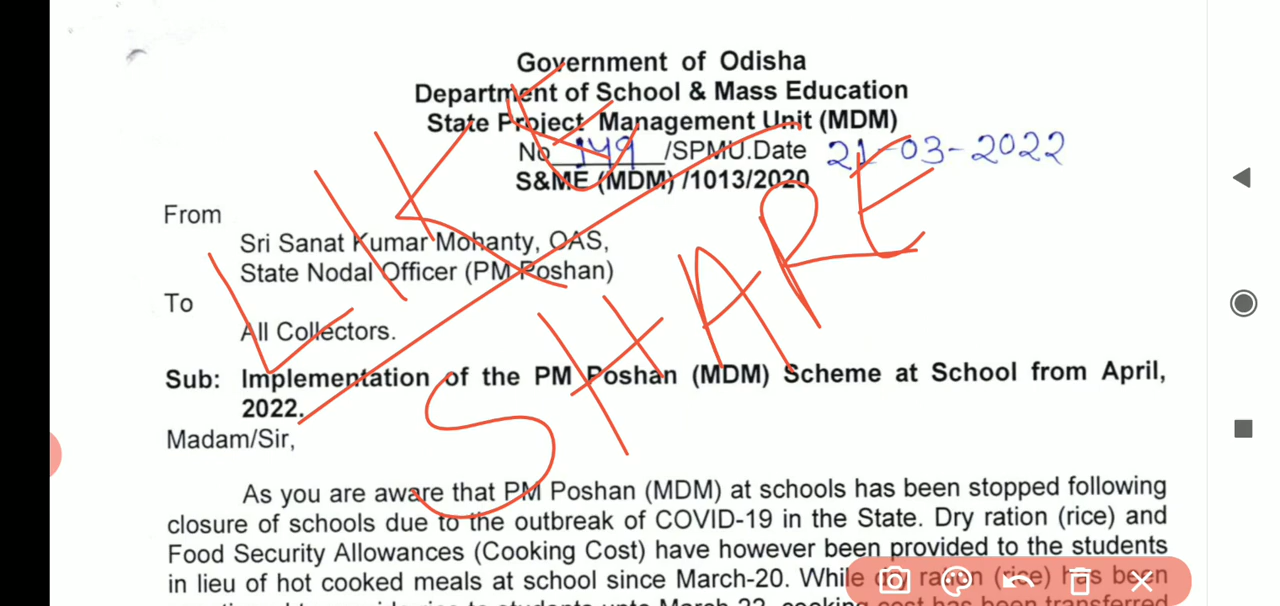 Government of Odisha
Department of School & Mass Education
State Project Management Unit (MDM)
No 149 /SPMU.Date 21-03-2022
S&ME (MDM) /1013/2020
From
Sri Sanat Kumar Mohanty, OAS,
State Nodal Officer (PM Poshan)
To
All Collectors.
Sub: Implementation of the PM Poshan (MDM) Scheme at School from April,
2022.
Madam/Sir,
As you are aware that PM Poshan (MDM) at schools has been stopped following
closure of schools due to the outbreak of COVID-19 in the State. Dry ration (rice) and
Food Security Allowances (Cooking Cost) have however been provided to the students
in lieu of hot cooked meals at school since March-20. While dry ration (rice) has been
LIKE
SHARE